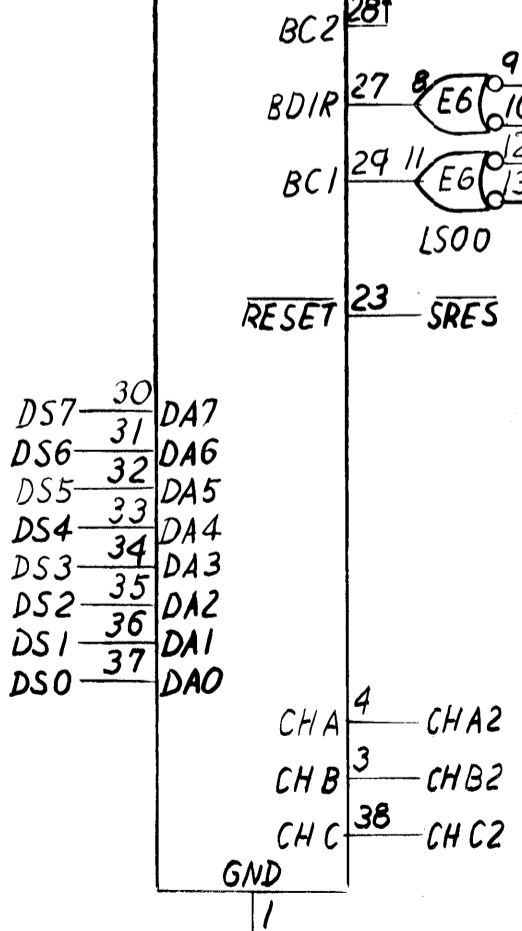 BC2 28
BDIR 27 8 E6 9
10
BC1 29 11 E6 12
13
LS00
RESET 23 SRES
DS7 30 DA7
DS6 31 DA6
DS5 32 DA5
DS4 33 DA4
DS3 34 DA3
DS2 35 DA2
DS1 36 DA1
DS0 37 DA0
CHA 4 CHA2
CHB 3 CHB2
CHC 38 CHC2
GND
1